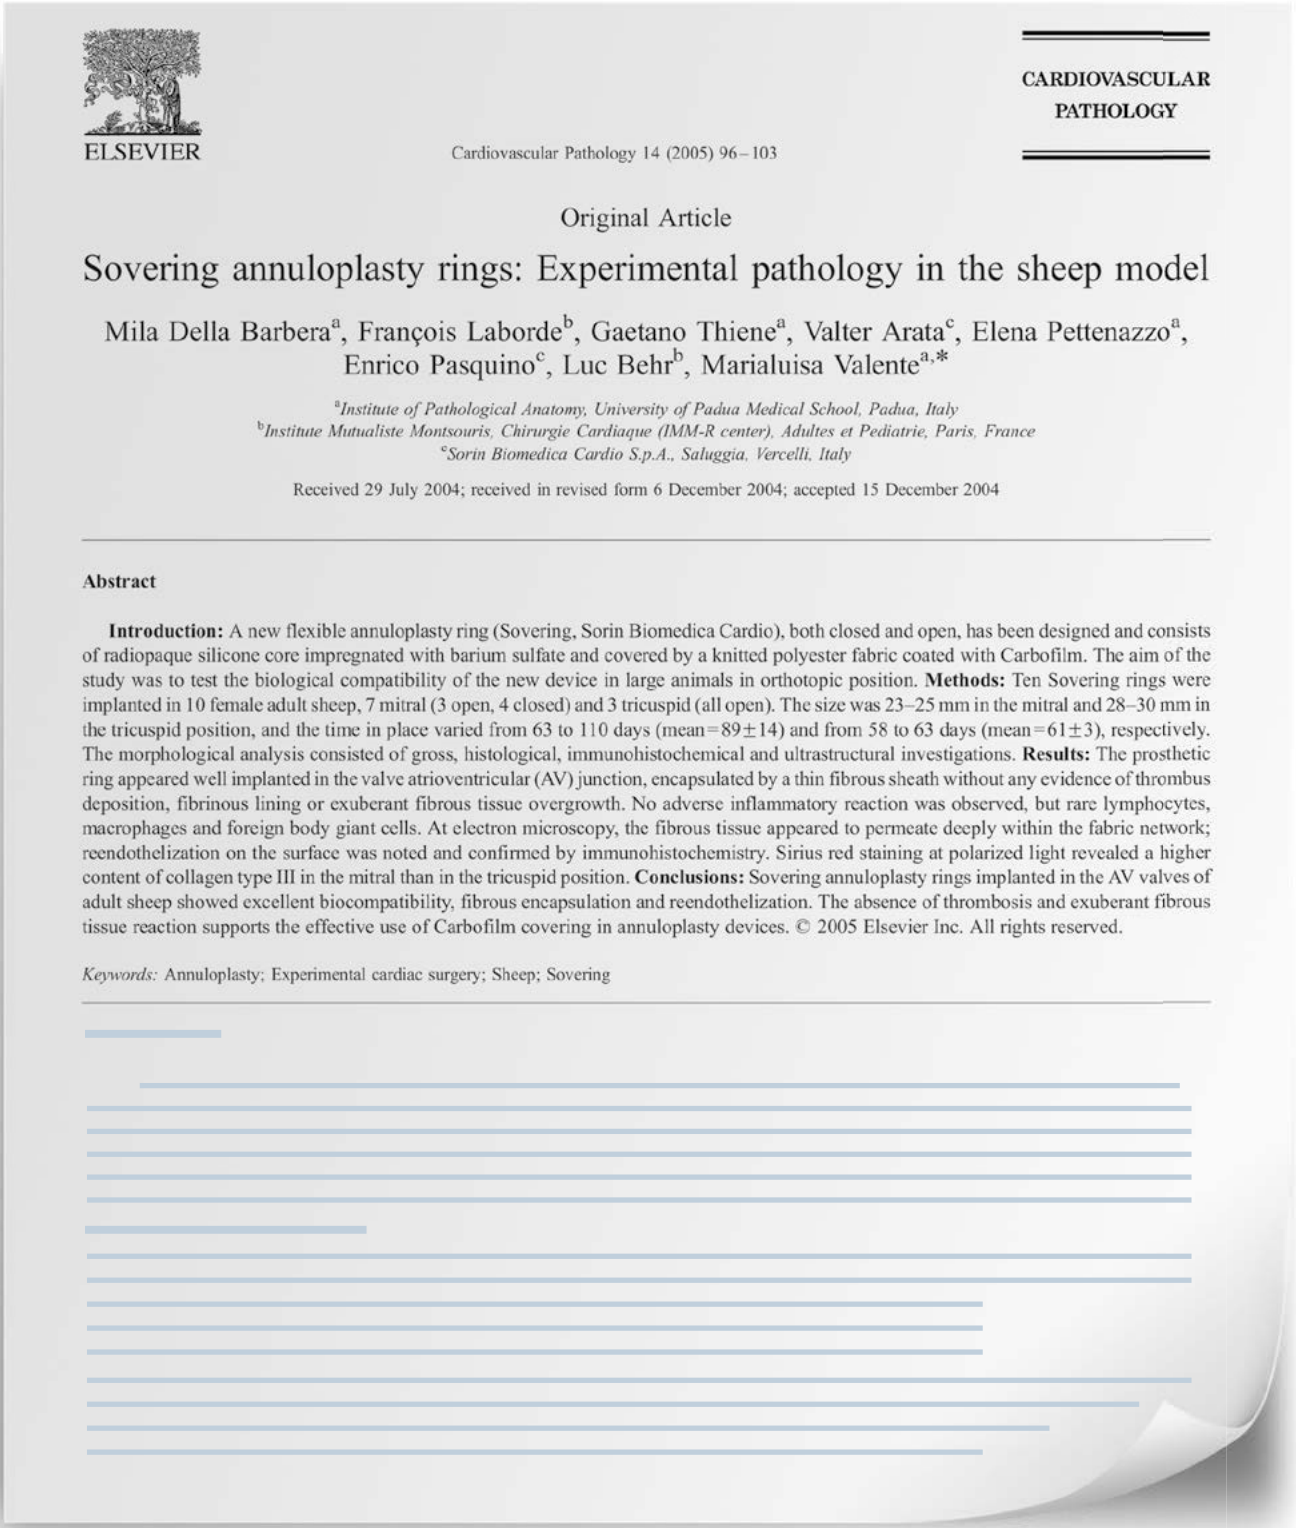 ELSEVIER
CARDIOVASCULAR
PATHOLOGY
Cardiovascular Pathology 14 (2005) 96–103
Original Article
Sovering annuloplasty rings: Experimental pathology in the sheep model
Mila Della Barberaᵃ, François Labordeᵇ, Gaetano Thieneᵃ, Valter Arataᶜ, Elena Pettenazzoᵃ,
Enrico Pasquinoᶜ, Luc Behrᵇ, Marialuisa Valenteᵃ,*
ᵃInstitute of Pathological Anatomy, University of Padua Medical School, Padua, Italy
ᵇInstitute Mutualiste Montsouris, Chirurgie Cardiaque (IMM-R center), Adultes et Pediatrie, Paris, France
ᶜSorin Biomedica Cardio S.p.A., Saluggia, Vercelli, Italy
Received 29 July 2004; received in revised form 6 December 2004; accepted 15 December 2004
Abstract
Introduction: A new flexible annuloplasty ring (Sovering, Sorin Biomedica Cardio), both closed and open, has been designed and consists
of radiopaque silicone core impregnated with barium sulfate and covered by a knitted polyester fabric coated with Carbofilm. The aim of the
study was to test the biological compatibility of the new device in large animals in orthotopic position. Methods: Ten Sovering rings were
implanted in 10 female adult sheep, 7 mitral (3 open, 4 closed) and 3 tricuspid (all open). The size was 23–25 mm in the mitral and 28–30 mm in
the tricuspid position, and the time in place varied from 63 to 110 days (mean=89±14) and from 58 to 63 days (mean=61±3), respectively.
The morphological analysis consisted of gross, histological, immunohistochemical and ultrastructural investigations. Results: The prosthetic
ring appeared well implanted in the valve atrioventricular (AV) junction, encapsulated by a thin fibrous sheath without any evidence of thrombus
deposition, fibrinous lining or exuberant fibrous tissue overgrowth. No adverse inflammatory reaction was observed, but rare lymphocytes,
macrophages and foreign body giant cells. At electron microscopy, the fibrous tissue appeared to permeate deeply within the fabric network;
reendothelization on the surface was noted and confirmed by immunohistochemistry. Sirius red staining at polarized light revealed a higher
content of collagen type III in the mitral than in the tricuspid position. Conclusions: Sovering annuloplasty rings implanted in the AV valves of
adult sheep showed excellent biocompatibility, fibrous encapsulation and reendothelization. The absence of thrombosis and exuberant fibrous
tissue reaction supports the effective use of Carbofilm covering in annuloplasty devices. © 2005 Elsevier Inc. All rights reserved.
Keywords: Annuloplasty; Experimental cardiac surgery; Sheep; Sovering